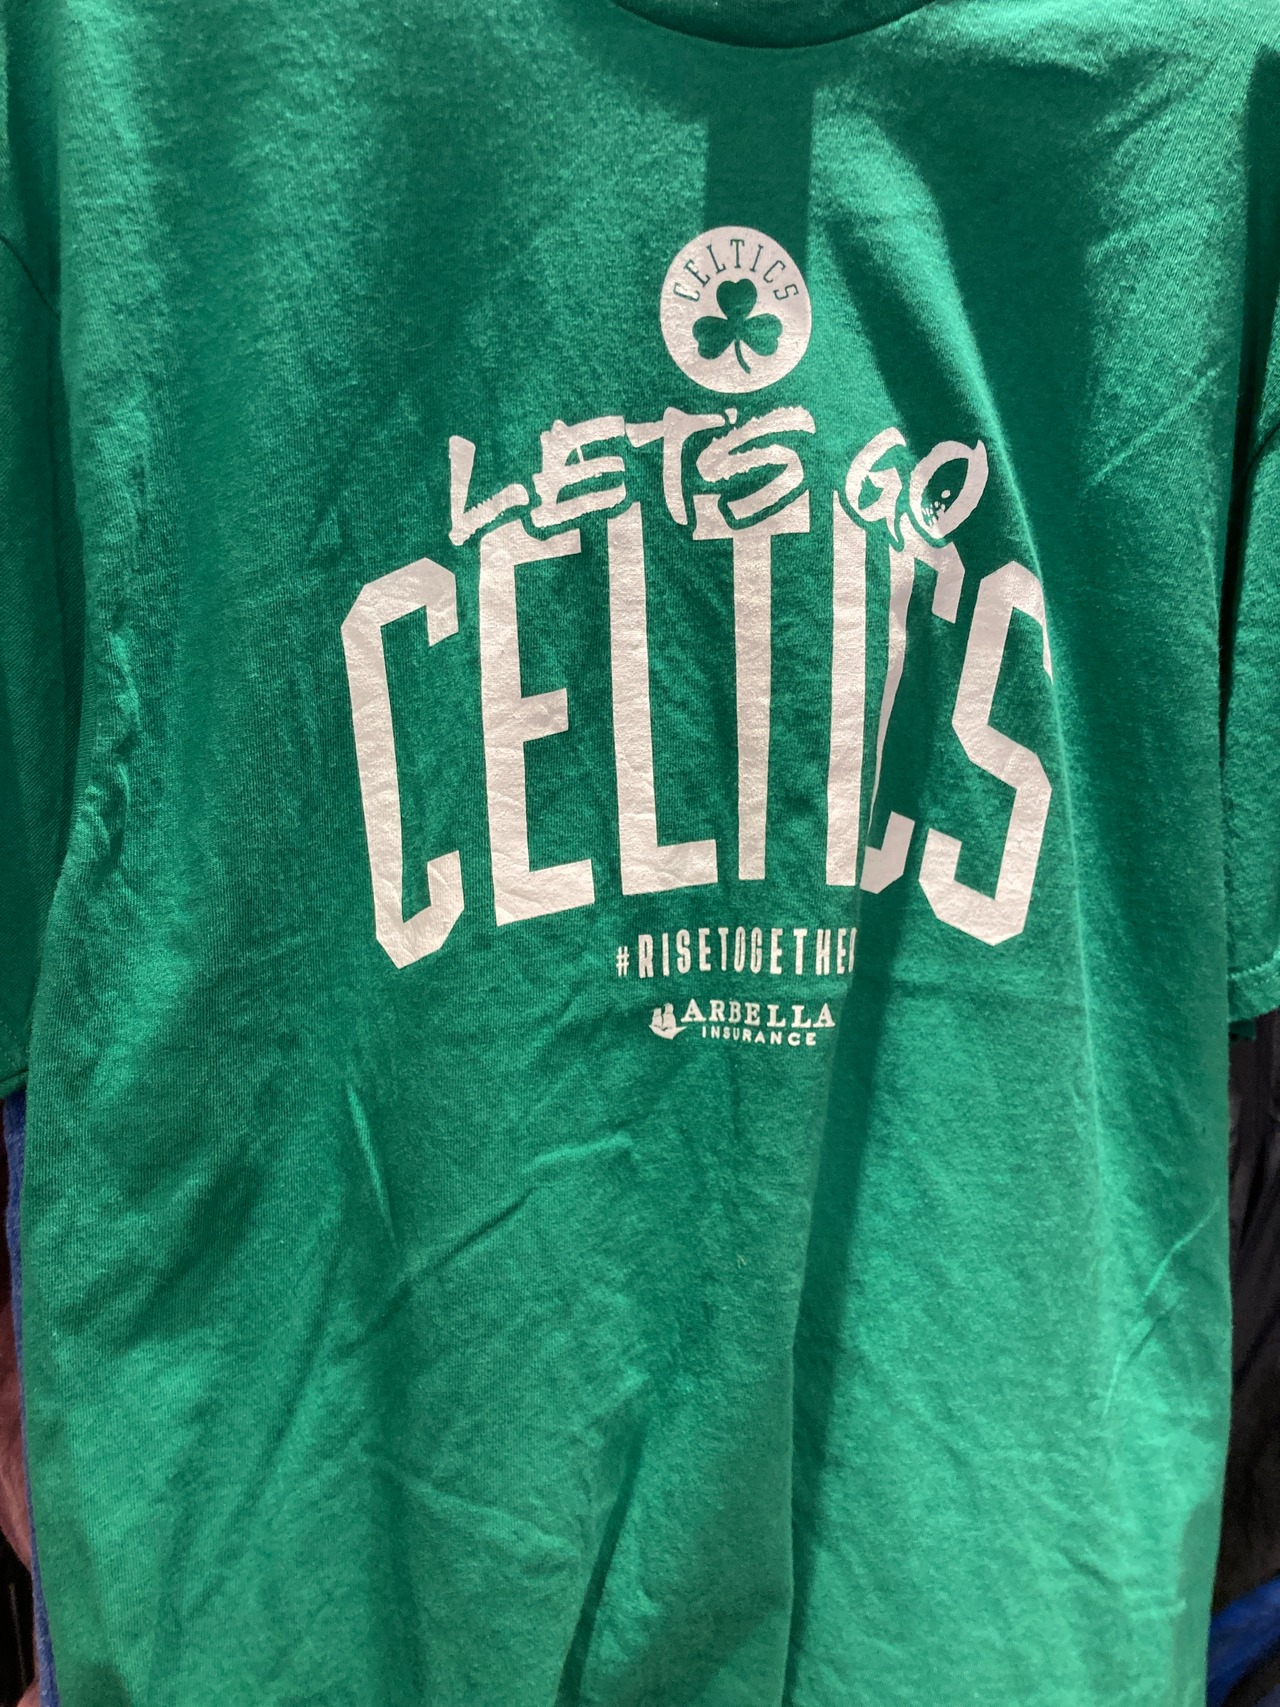 CELTICS
LET'S GO
CELTICS
#RISETOGETHER
ARBELLA
INSURANCE